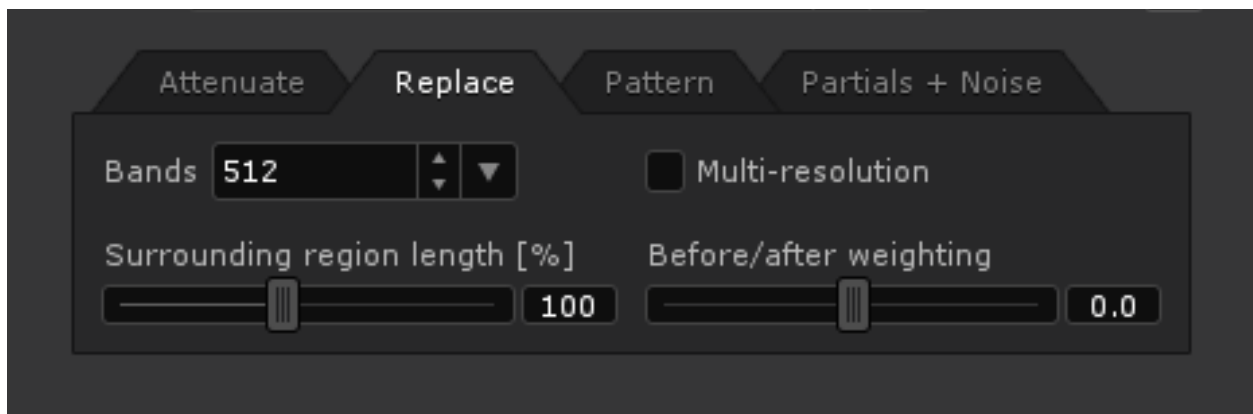 Attenuate Replace Pattern Partials + Noise
Bands 512 Multi-resolution
Surrounding region length [%] Before/after weighting
100 0.0